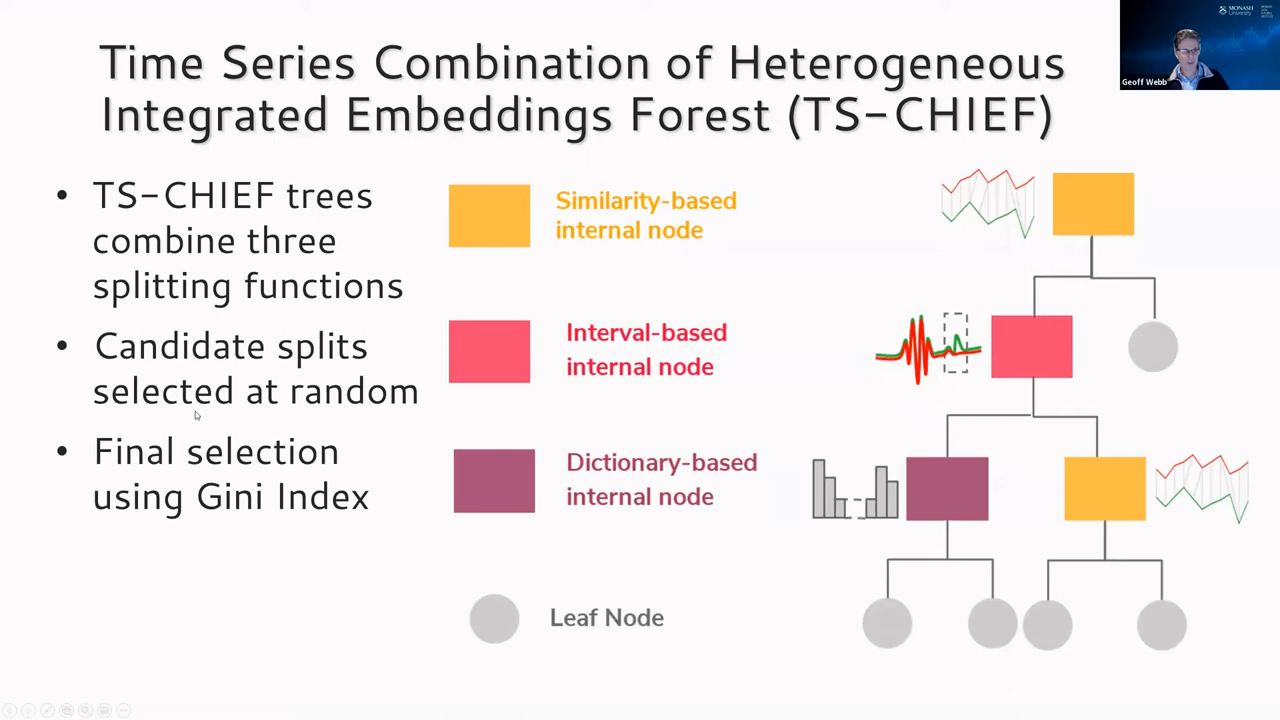 Time Series Combination of Heterogeneous
Integrated Embeddings Forest (TS-CHIEF)
• TS-CHIEF trees
combine three
splitting functions
• Candidate splits
selected at random
• Final selection
using Gini Index
Similarity-based
internal node
Interval-based
internal node
Dictionary-based
internal node
Leaf Node
MONASH
University
Geoff Webb